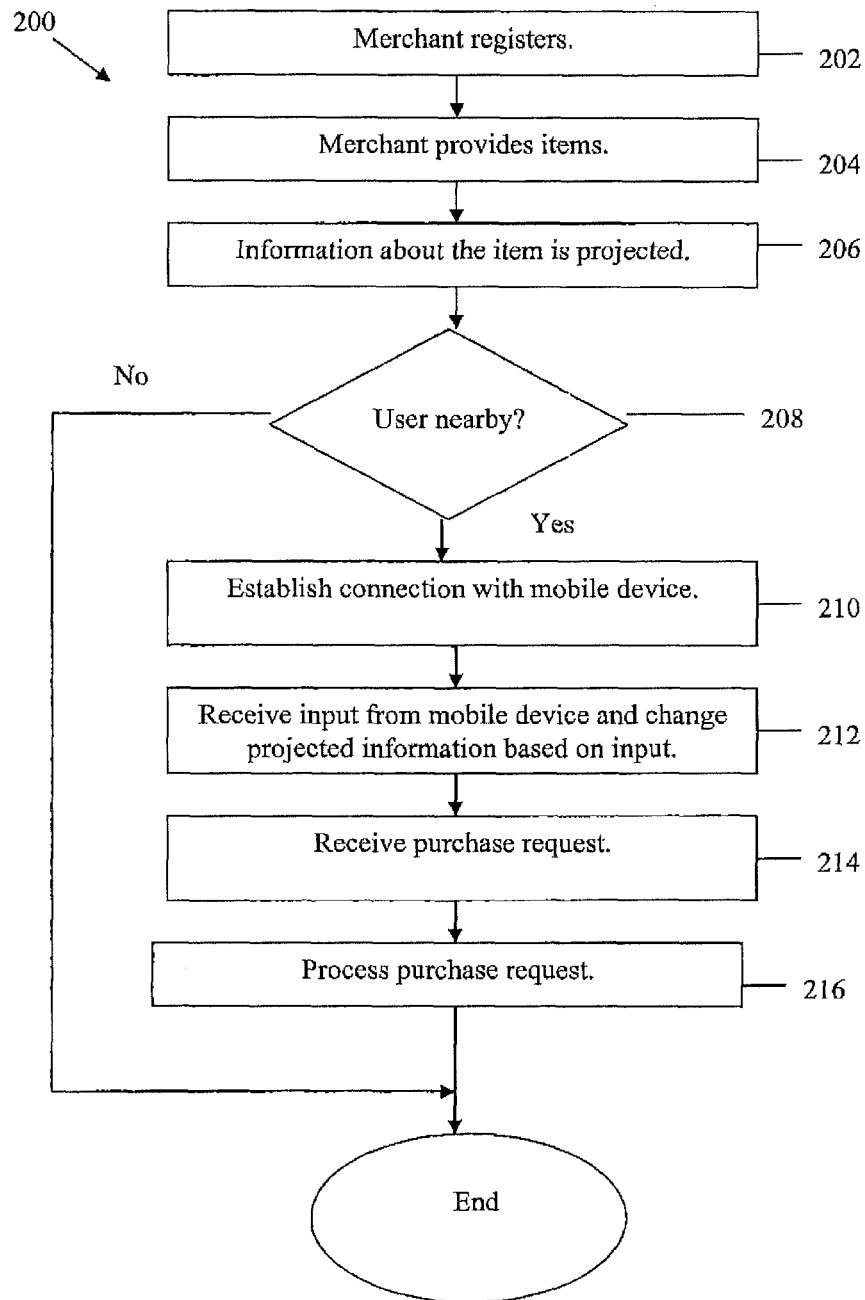 200
Merchant registers.
202
Merchant provides items.
204
Information about the item is projected.
206
No
User nearby?
208
Yes
Establish connection with mobile device.
210
Receive input from mobile device and change
projected information based on input.
212
Receive purchase request.
214
Process purchase request.
216
End